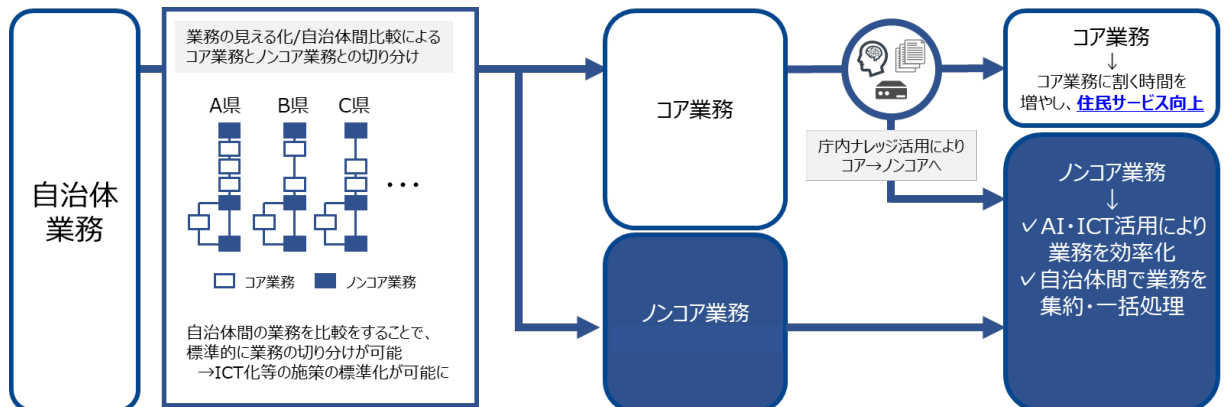 自治体
業務
業務の見える化/自治体間比較による
コア業務とノンコア業務との切り分け
A県 B県 C県
・・・
コア業務 ノンコア業務
自治体間の業務を比較をすることで、
標準的に業務の切り分けが可能
→ICT化等の施策の標準化が可能に
コア業務
ノンコア業務
庁内ナレッジ活用により
コア→ノンコアへ
コア業務
↓
コア業務に割く時間を
増やし、住民サービス向上
ノンコア業務
↓
✓AI・ICT活用により
業務を効率化
✓自治体間で業務を
集約・一括処理